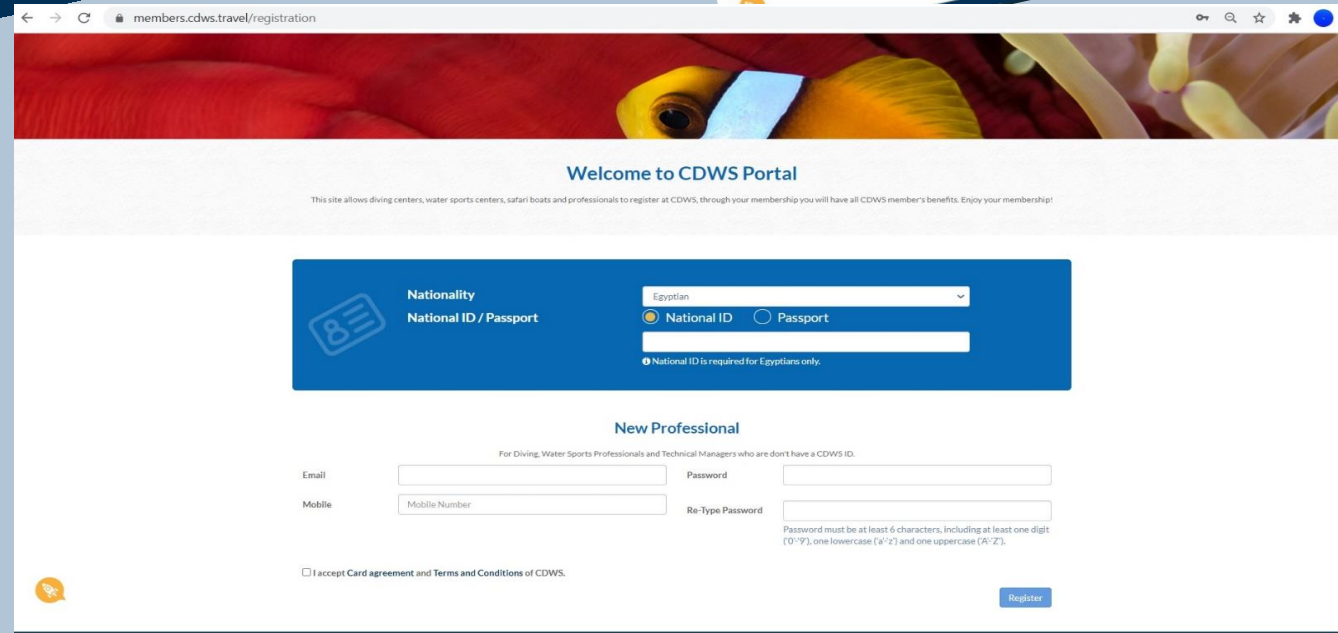 members.cdws.travel/registration
Welcome to CDWS Portal
This site allows diving centers, water sports centers, safari boats and professionals to register at CDWS, through your membership you will have all CDWS member's benefits. Enjoy your membership!
Nationality
Egyptian
National ID / Passport
National ID
Passport
National ID is required for Egyptians only.
New Professional
For Diving, Water Sports Professionals and Technical Managers who are don't have a CDWS ID.
Email
Password
Mobile
Mobile Number
Re-Type Password
Password must be at least 6 characters, including at least one digit
('0'-'9'), one lowercase ('a'-'z') and one uppercase ('A'-'Z').
I accept Card agreement and Terms and Conditions of CDWS.
Register